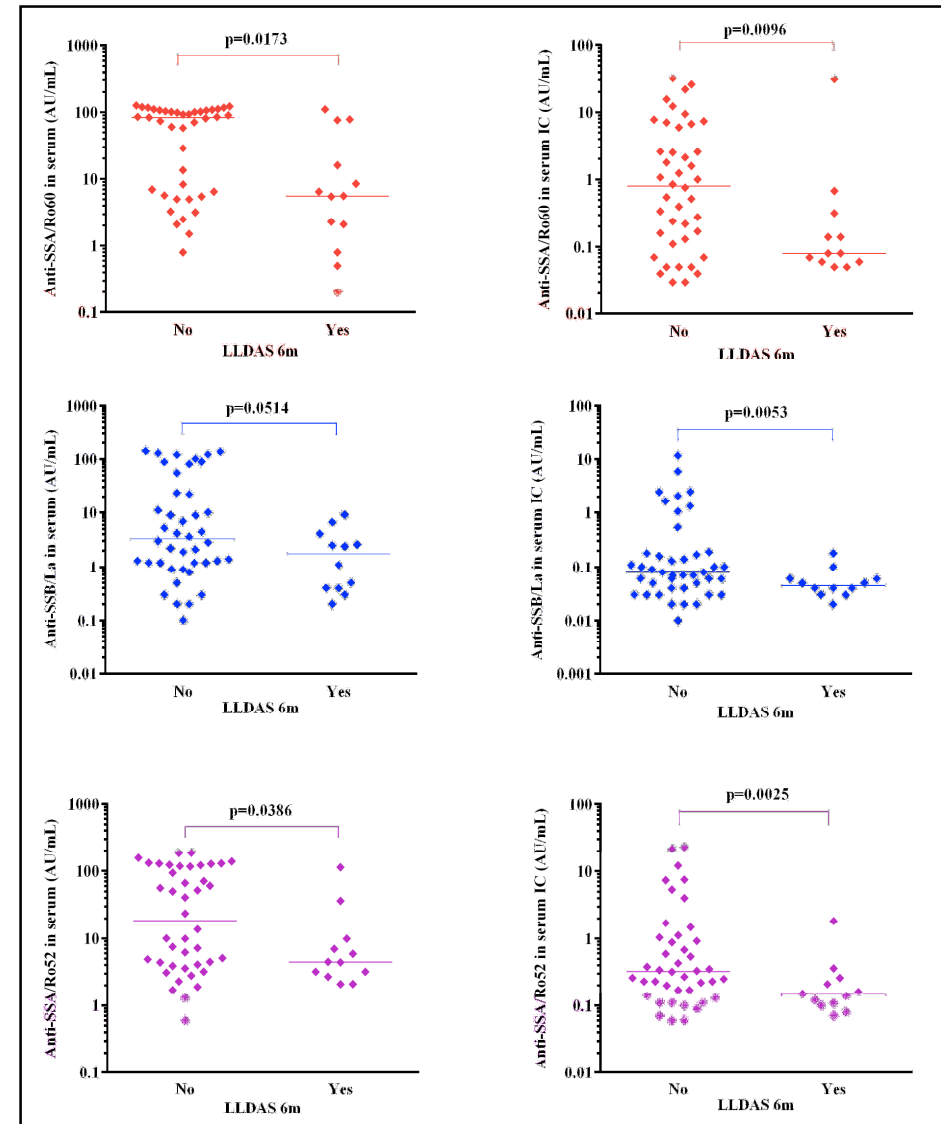 p=0.0173
Anti-SSA/Ro60 in serum (AU/mL)
1000
100
10
1
0.1
No
Yes
LLDAS 6m
p=0.0096
Anti-SSA/Ro60 in serum IC (AU/mL)
100
10
1
0.1
0.01
No
Yes
LLDAS 6m
p=0.0514
Anti-SSB/La in serum (AU/mL)
1000
100
10
1
0.1
0.01
No
Yes
LLDAS 6m
p=0.0053
Anti-SSB/La in serum IC (AU/mL)
100
10
1
0.1
0.01
0.001
No
Yes
LLDAS 6m
p=0.0386
Anti-SSA/Ro52 in serum (AU/mL)
1000
100
10
1
0.1
No
Yes
LLDAS 6m
p=0.0025
Anti-SSA/Ro52 in serum IC (AU/mL)
100
10
1
0.1
0.01
No
Yes
LLDAS 6m